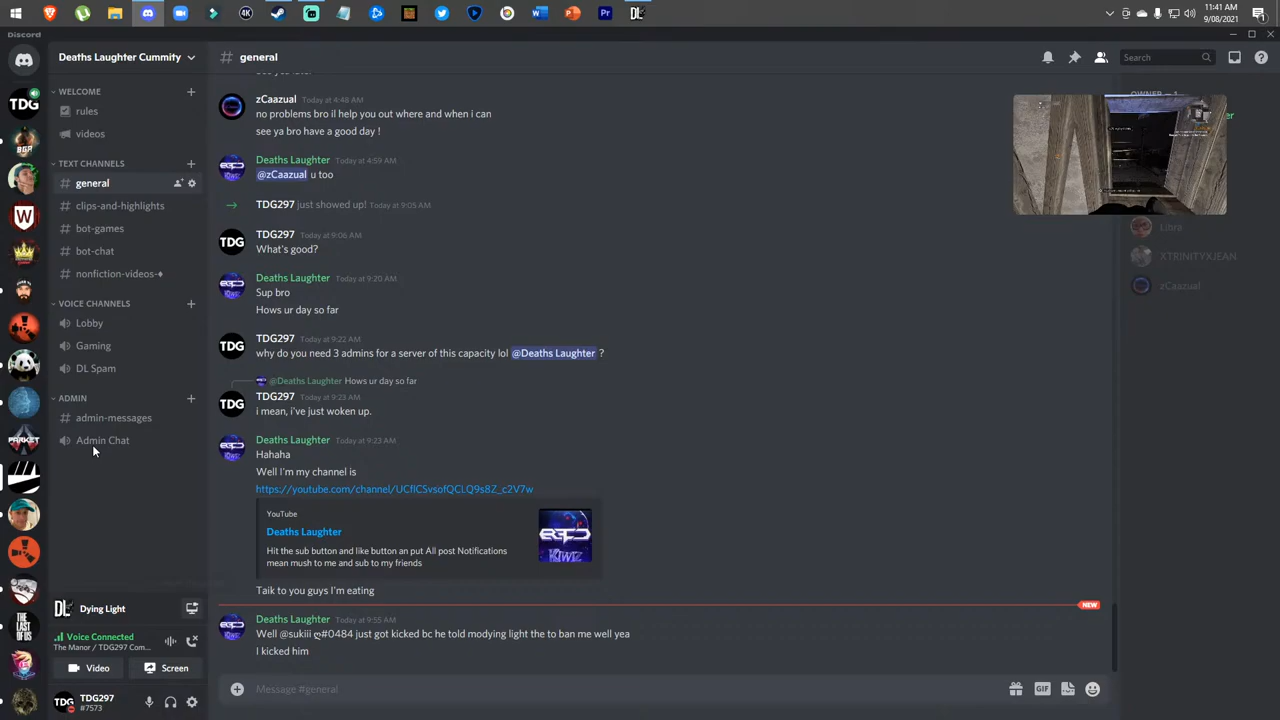 11:41 AM
9/08/2021
Discord
Deaths Laughter Cummity
general
Search
WELCOME
rules
videos
TEXT CHANNELS
general
clips-and-highlights
bot-games
bot-chat
nonfiction-videos-♦
VOICE CHANNELS
Lobby
Gaming
DL Spam
ADMIN
admin-messages
Admin Chat
DL Dying Light
Voice Connected
The Manor / TDG297 Com...
Video Screen
TDG TDG297
#7573
zCaazual Today at 4:48 AM
no problems bro il help you out where and when i can
see ya bro have a good day !
Deaths Laughter Today at 4:59 AM
@zCaazual u too
TDG297 just showed up! Today at 9:05 AM
TDG297 Today at 9:06 AM
What's good?
Deaths Laughter Today at 9:20 AM
Sup bro
Hows ur day so far
TDG297 Today at 9:22 AM
why do you need 3 admins for a server of this capacity lol @Deaths Laughter ?
@Deaths Laughter Hows ur day so far
TDG297 Today at 9:23 AM
i mean, i've just woken up.
Deaths Laughter Today at 9:23 AM
Hahaha
Well I'm my channel is
https://youtube.com/channel/UCflCSvsofQCLQ9s8Z_c2V7w
YouTube
Deaths Laughter
Hit the sub button and like button an put All post Notifications
mean mush to me and sub to my friends
Talk to you guys I'm eating
NEW
Deaths Laughter Today at 9:55 AM
Well @sukiii ღ#0484 just got kicked bc he told modying light the to ban me well yea
I kicked him
Message #general
GIF
Libra
XTRINITYXJEAN
zCaazual